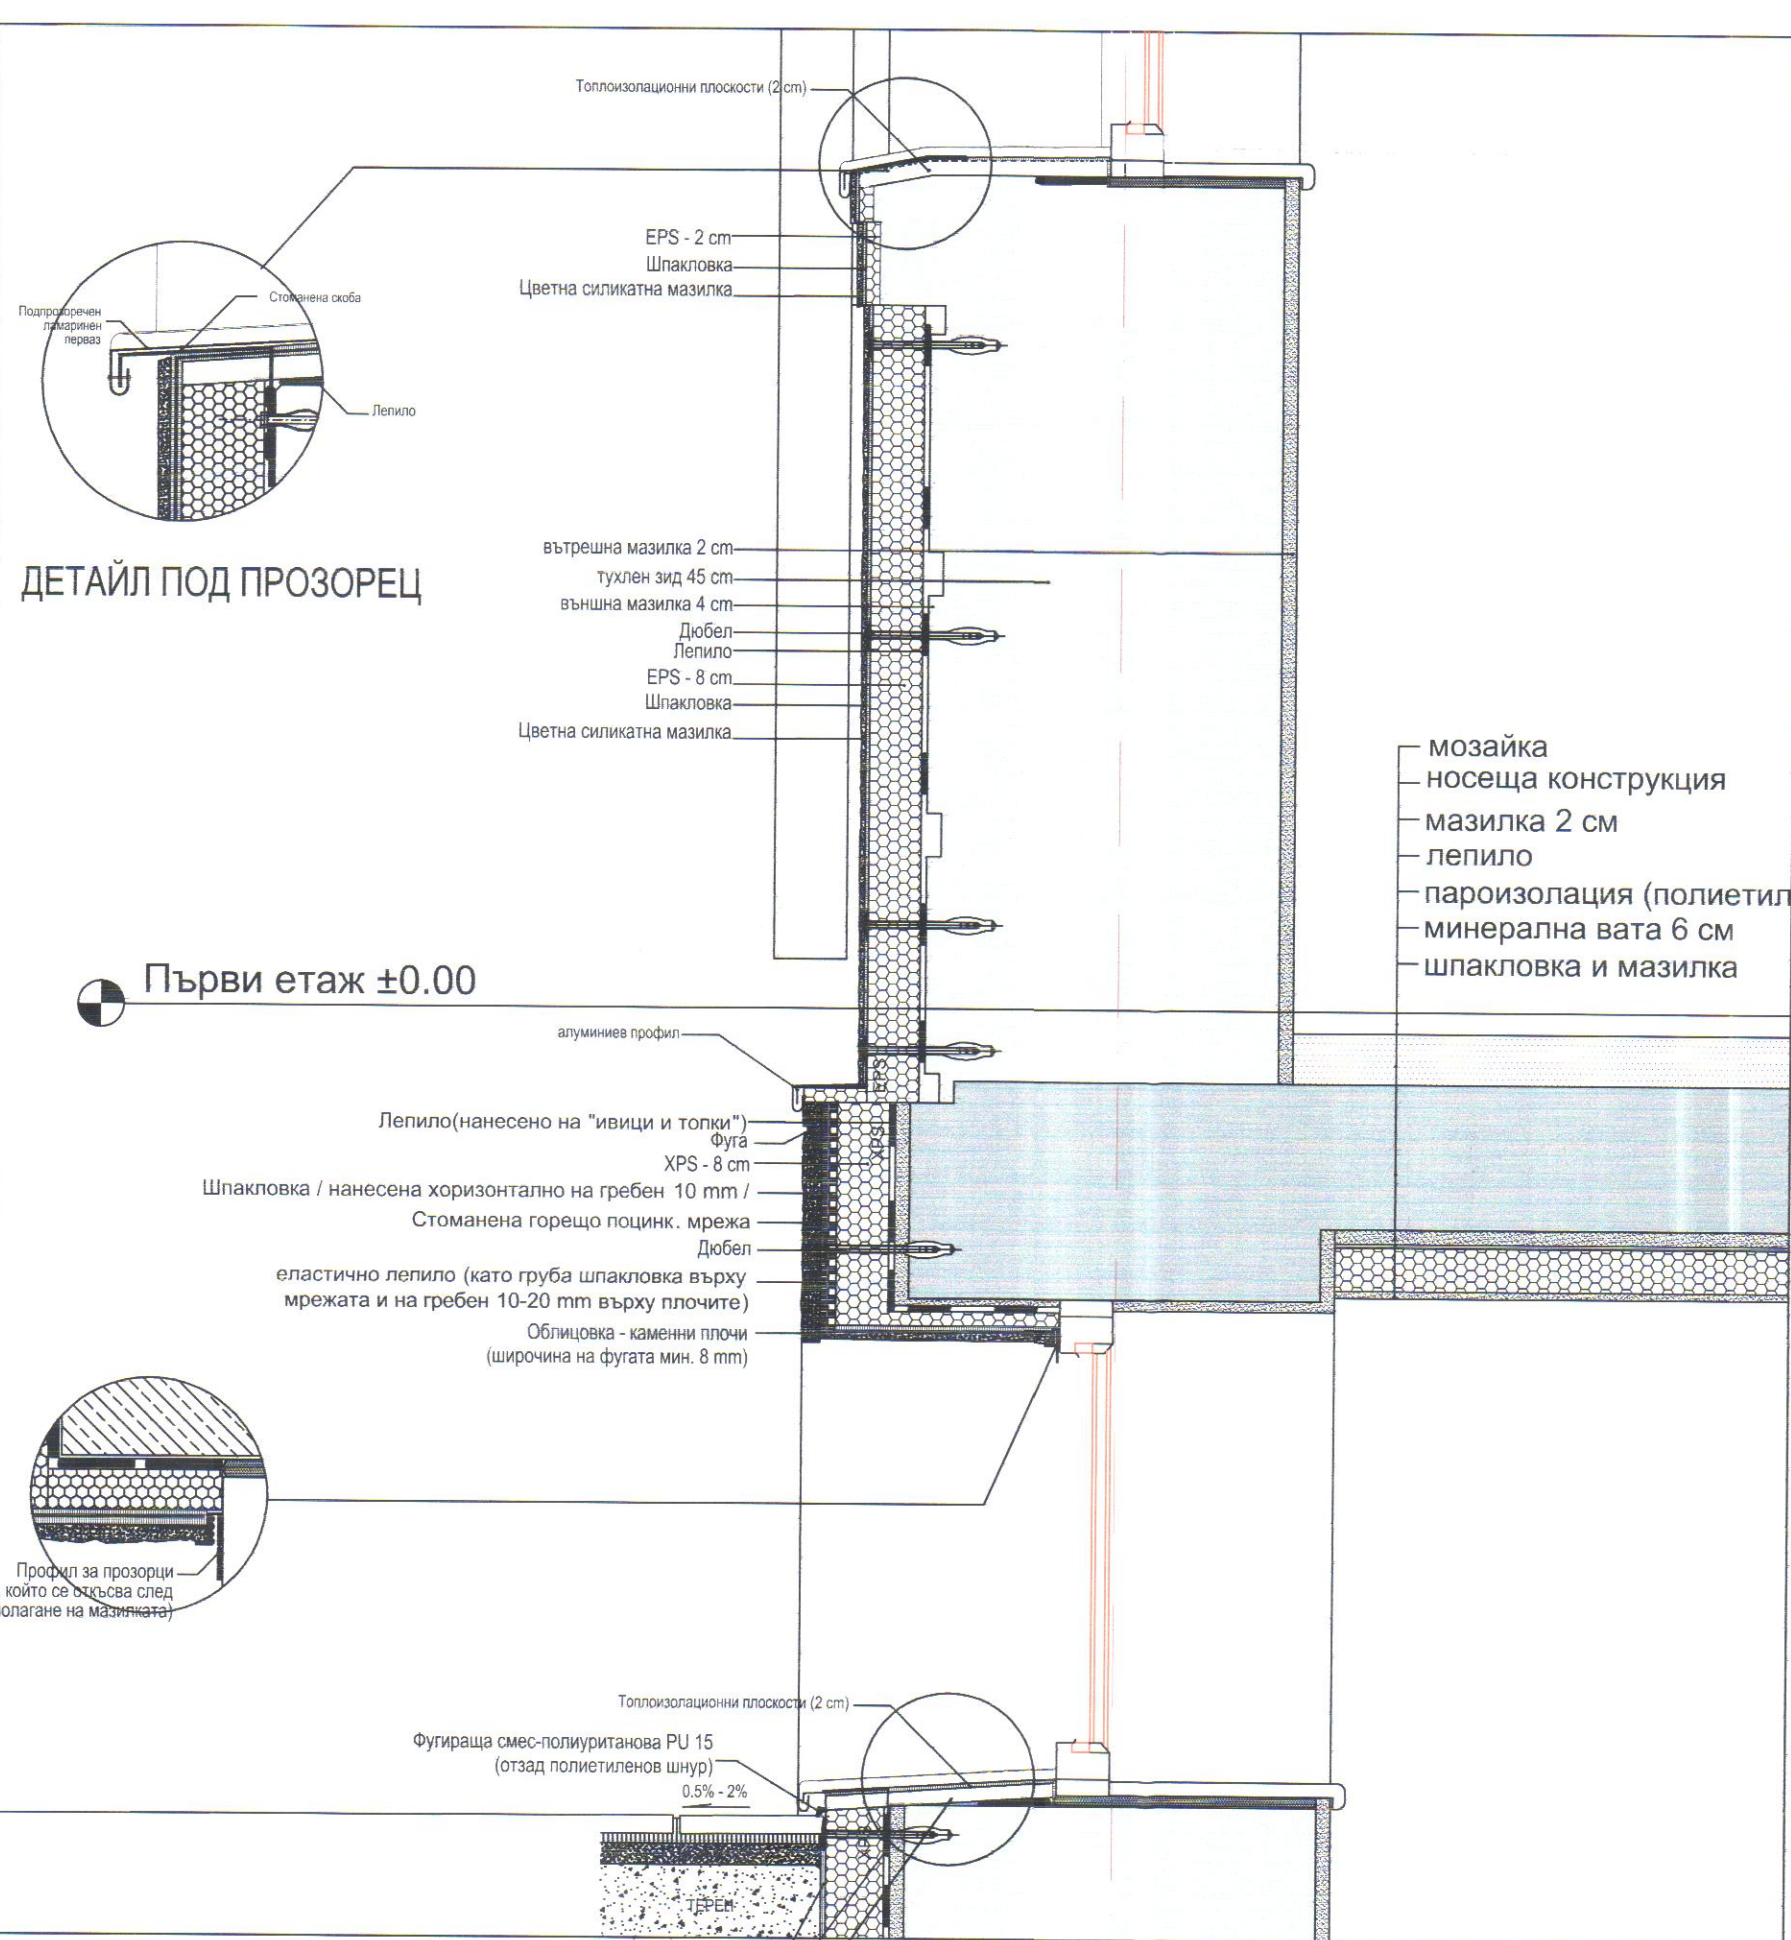 Топлоизолационни плоскости (2 cm)
EPS - 2 cm
Шпакловка
Цветна силикатна мазилка
Стоманена скоба
Подпрозоречен
ламаринен
перваз
Лепило
ДЕТАЙЛ ПОД ПРОЗОРЕЦ
вътрешна мазилка 2 cm
тухлен зид 45 cm
външна мазилка 4 cm
Дюбел
Лепило
EPS - 8 cm
Шпакловка
Цветна силикатна мазилка
мозайка
носеща конструкция
мазилка 2 см
лепило
пароизолация (полиетил
минерална вата 6 см
шпакловка и мазилка
Първи етаж ±0.00
алуминиев профил
EPS
Лепило(нанесено на "ивици и топки")
Фуга
XPS
XPS - 8 cm
Шпакловка / нанесена хоризонтално на гребен 10 mm /
Стоманена горещо поцинк. мрежа
Дюбел
еластично лепило (като груба шпакловка върху
мрежата и на гребен 10-20 mm върху плочите)
Облицовка - каменни плочи
(широчина на фугата мин. 8 mm)
Профил за прозорци
който се откъсва след
олагане на мазилката)
Топлоизолационни плоскости (2 cm)
Фугираща смес-полиуританова PU 15
(отзад полиетиленов шнур)
0.5% - 2%
ТЕРЕН